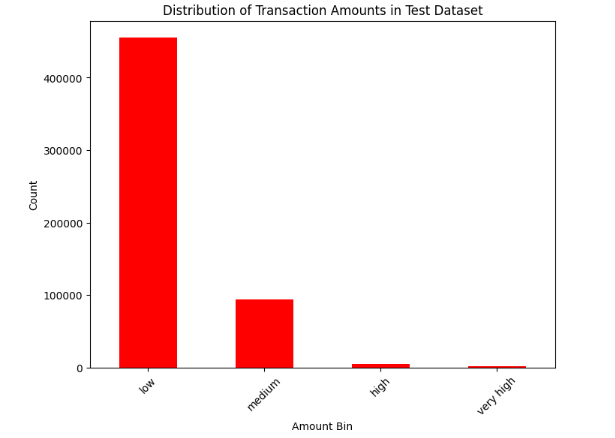 Distribution of Transaction Amounts in Test Dataset
400000
300000
200000
100000
0
Count
low
medium
high
very high
Amount Bin